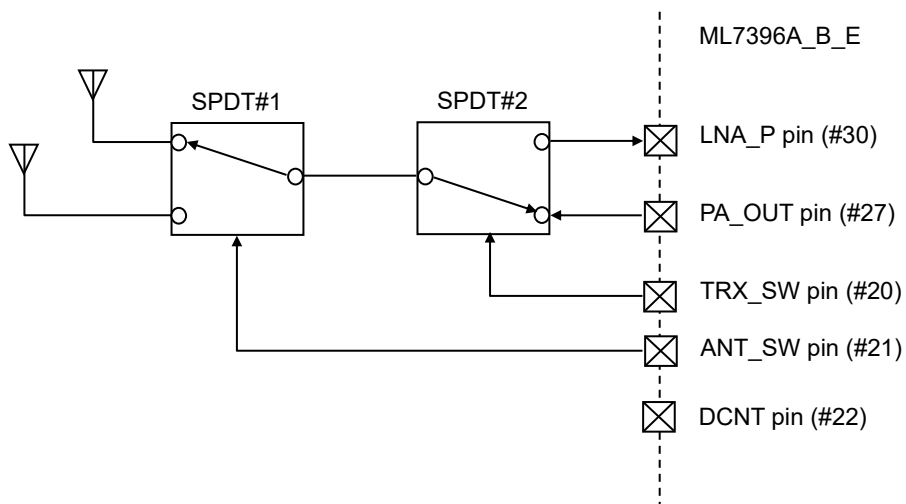 ML7396A_B_E
SPDT#1
SPDT#2
LNA_P pin (#30)
PA_OUT pin (#27)
TRX_SW pin (#20)
ANT_SW pin (#21)
DCNT pin (#22)